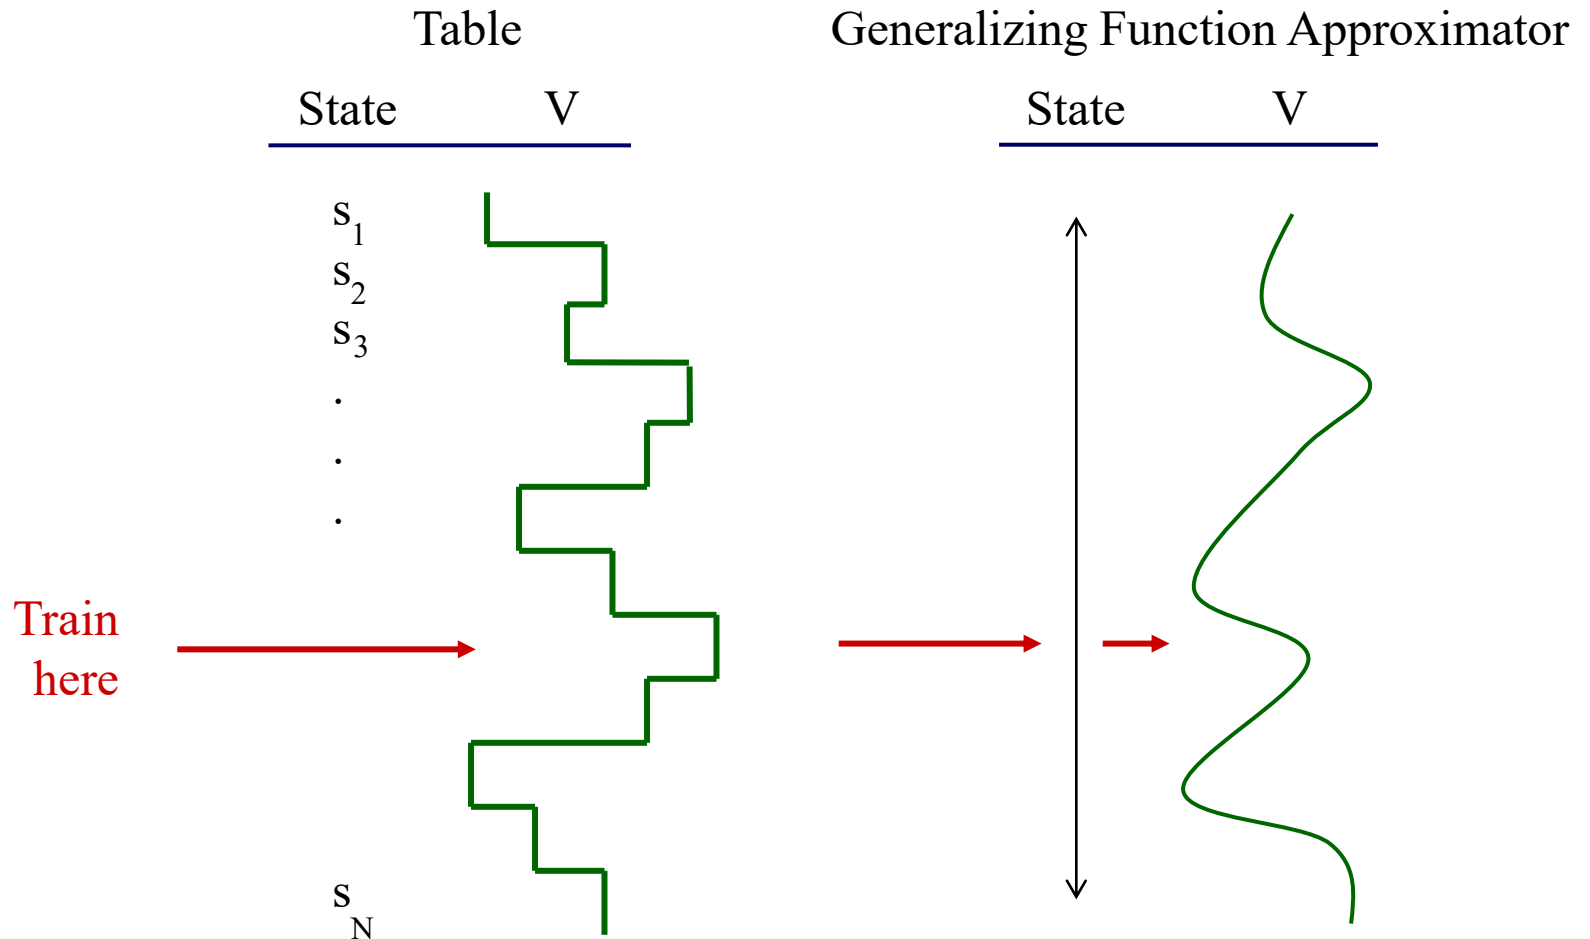 Table
Generalizing Function Approximator
State V
State V
s1
s2
s3
.
.
.
Train
here
sN